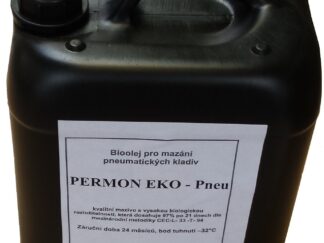 Bioolej pro mazání
pneumatických kladiv
PERMON EKO - Pneu
kvalitní mazivo s vysokou biologickou
rozložitelností, která dosahuje 97% po 21 dnech dle
mezinárodní metodiky CEC-L- 33 -T- 94
Záruční doba 24 měsíců, bod tuhnutí -32°C